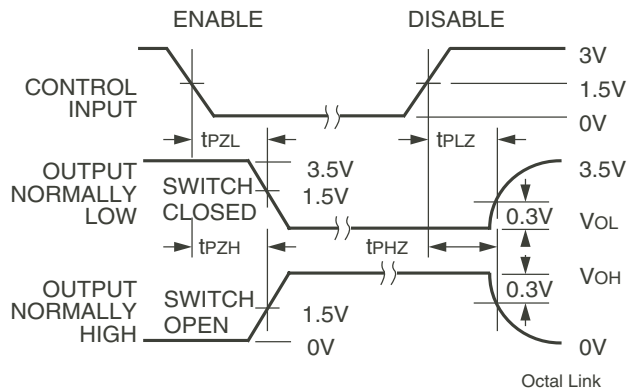 ENABLE DISABLE
CONTROL
INPUT
3V
1.5V
0V
tPZL tPLZ
OUTPUT
NORMALLY
LOW
SWITCH
CLOSED
3.5V
1.5V
3.5V
0.3V
VOL
tPZH tPHZ
OUTPUT
NORMALLY
HIGH
SWITCH
OPEN
1.5V
0V
VOH
0.3V
0V
Octal Link